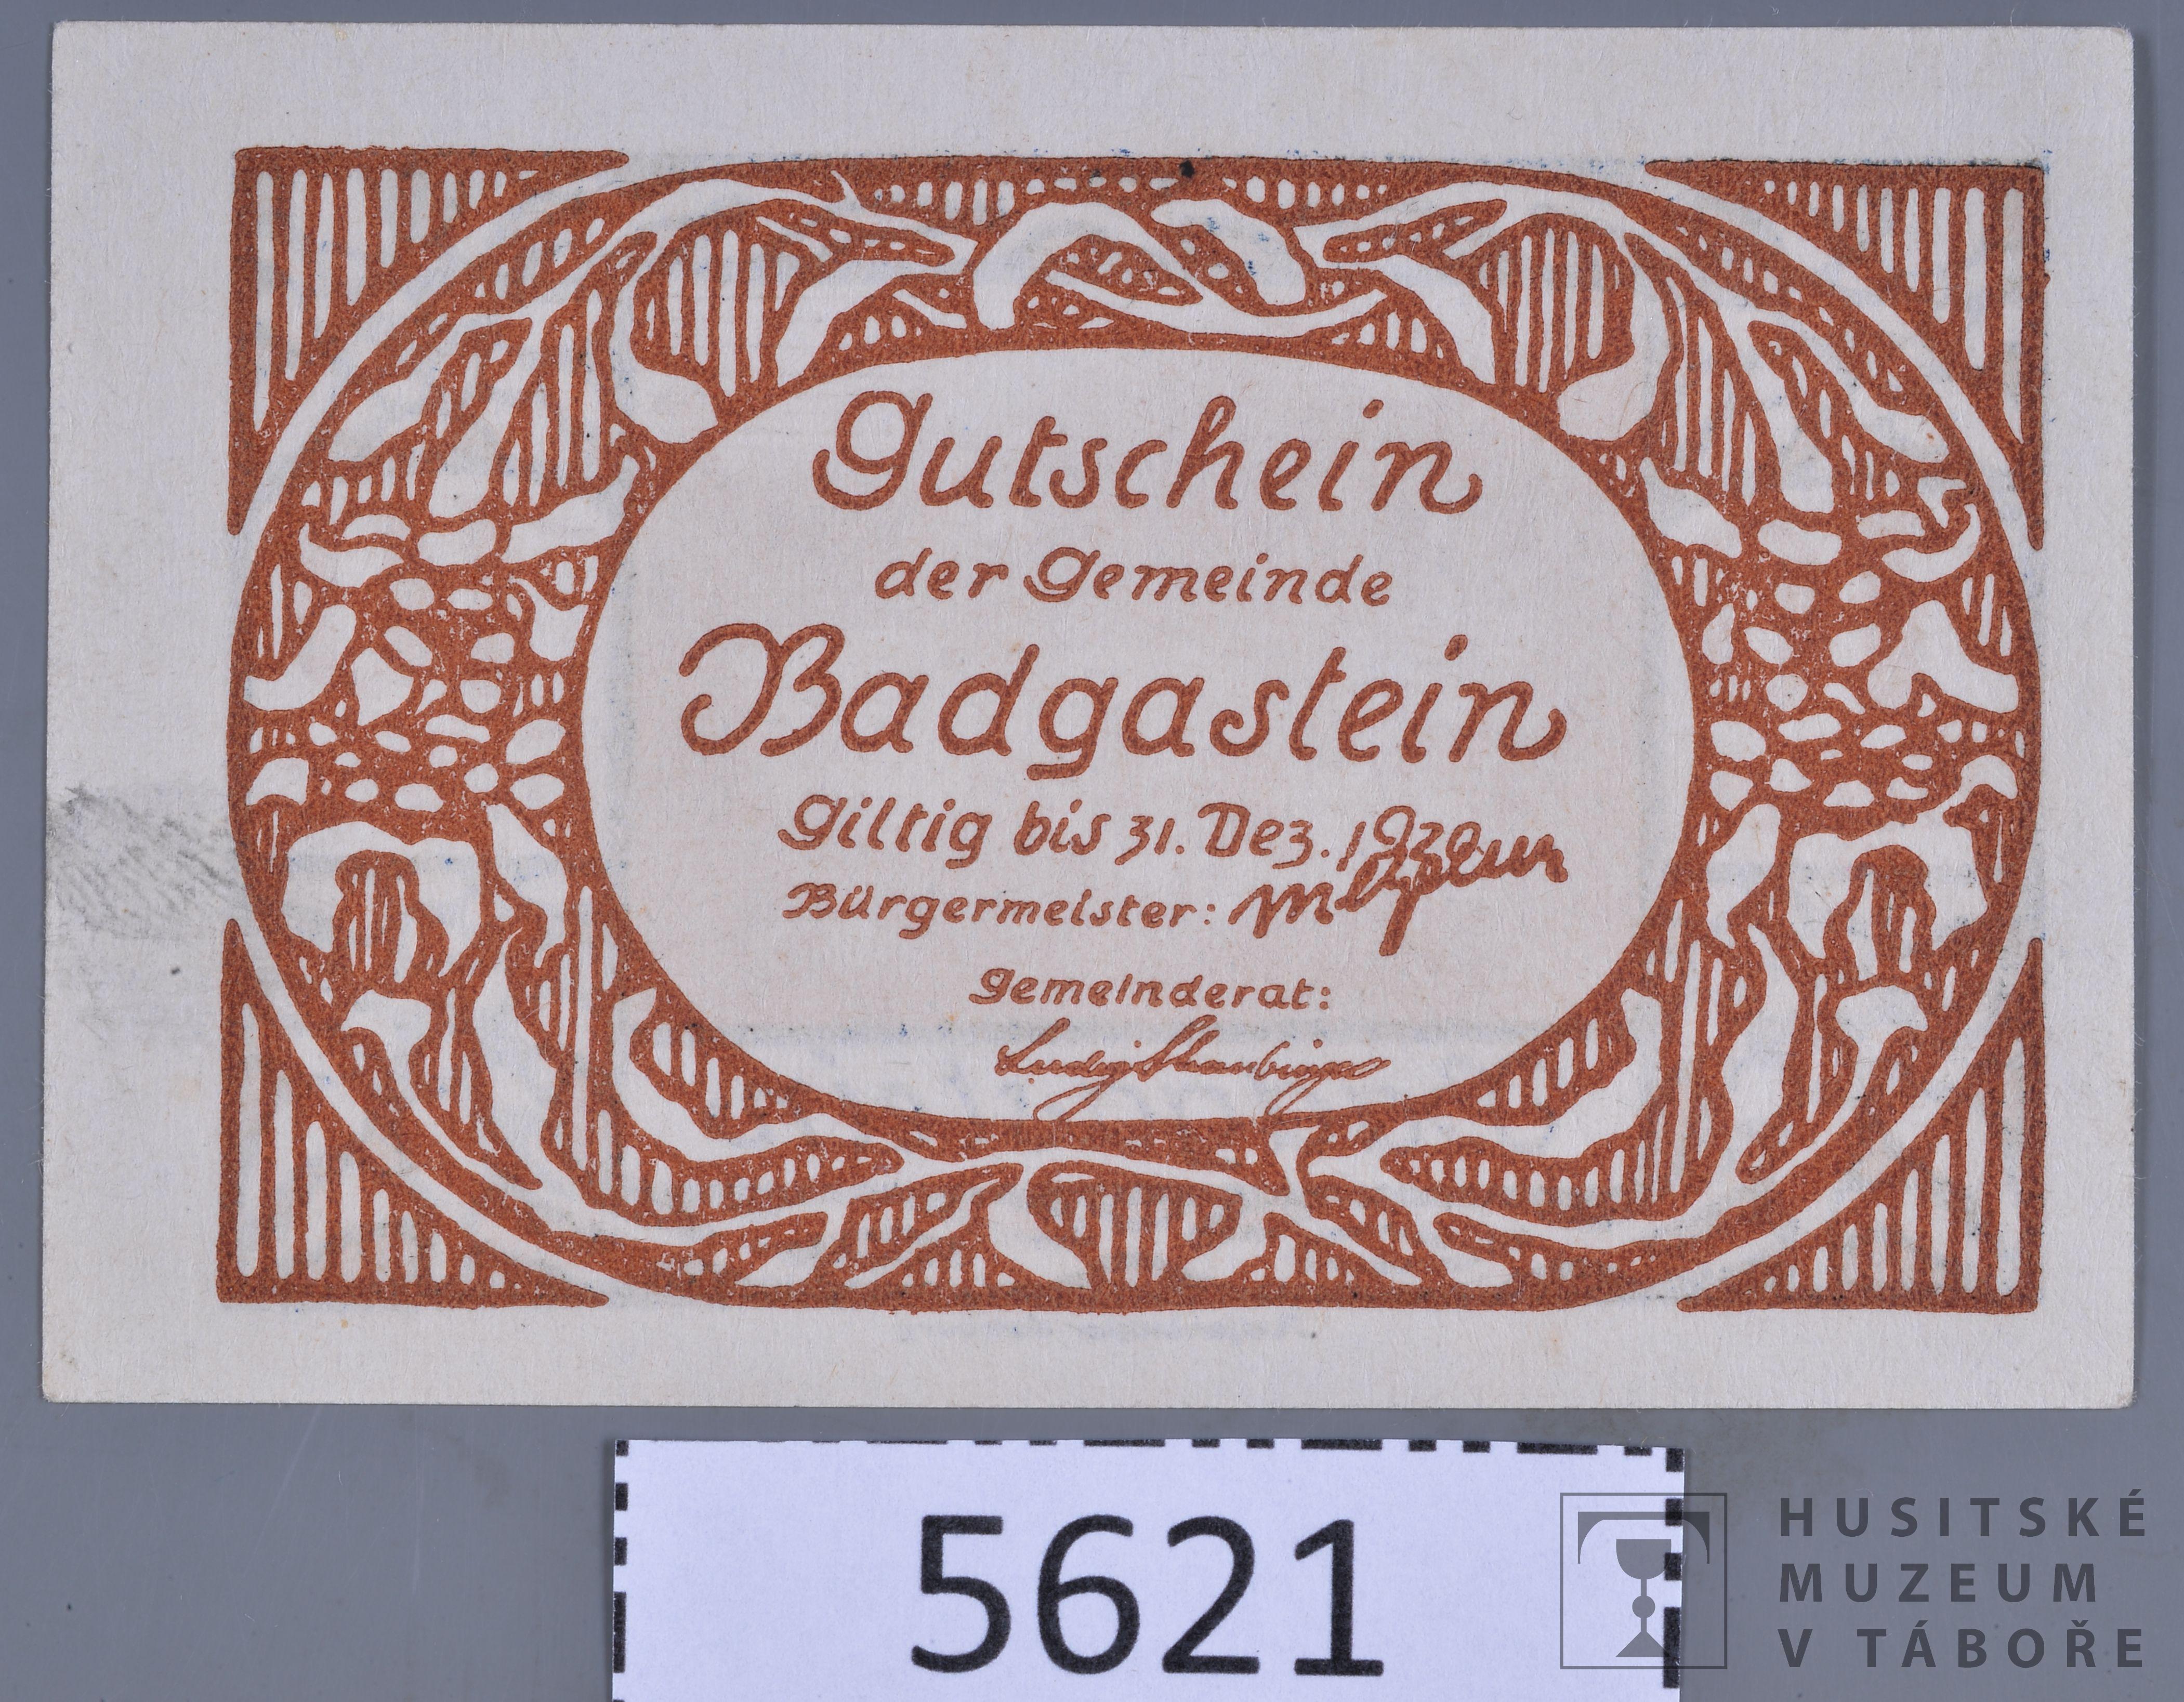 Gutschein
der Gemeinde
Badgastein
Giltig bis 31. Dez. 1920
Bürgermeister:
Gemeinderat:
5621
HUSITSKÉ
MUZEUM
V TÁBOŘE